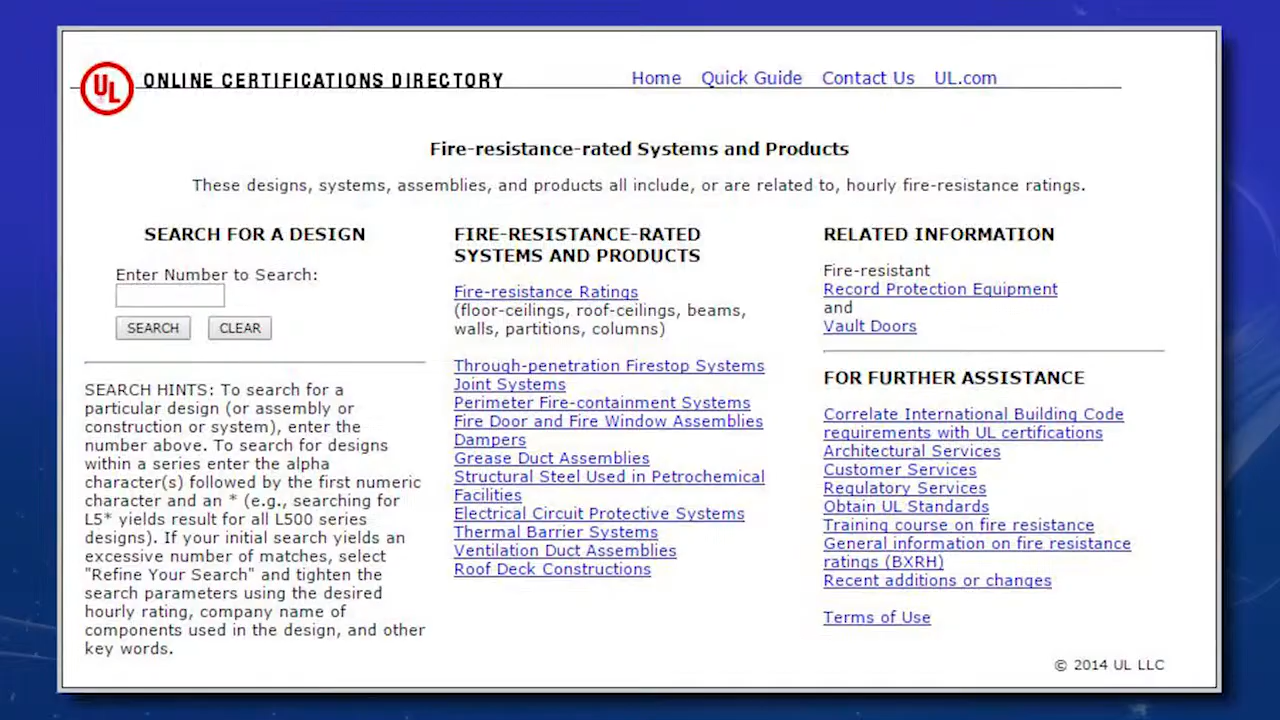 UL
ONLINE CERTIFICATIONS DIRECTORY
Home Quick Guide Contact Us UL.com
Fire-resistance-rated Systems and Products
These designs, systems, assemblies, and products all include, or are related to, hourly fire-resistance ratings.
SEARCH FOR A DESIGN
Enter Number to Search:
SEARCH CLEAR
SEARCH HINTS: To search for a
particular design (or assembly or
construction or system), enter the
number above. To search for designs
within a series enter the alpha
character(s) followed by the first numeric
character and an * (e.g., searching for
L5* yields result for all L500 series
designs). If your initial search yields an
excessive number of matches, select
"Refine Your Search" and tighten the
search parameters using the desired
hourly rating, company name of
components used in the design, and other
key words.
FIRE-RESISTANCE-RATED
SYSTEMS AND PRODUCTS
Fire-resistance Ratings
(floor-ceilings, roof-ceilings, beams,
walls, partitions, columns)
Through-penetration Firestop Systems
Joint Systems
Perimeter Fire-containment Systems
Fire Door and Fire Window Assemblies
Dampers
Grease Duct Assemblies
Structural Steel Used in Petrochemical
Facilities
Electrical Circuit Protective Systems
Thermal Barrier Systems
Ventilation Duct Assemblies
Roof Deck Constructions
RELATED INFORMATION
Fire-resistant
Record Protection Equipment
and
Vault Doors
FOR FURTHER ASSISTANCE
Correlate International Building Code
requirements with UL certifications
Architectural Services
Customer Services
Regulatory Services
Obtain UL Standards
Training course on fire resistance
General information on fire resistance
ratings (BXRH)
Recent additions or changes
Terms of Use
© 2014 UL LLC